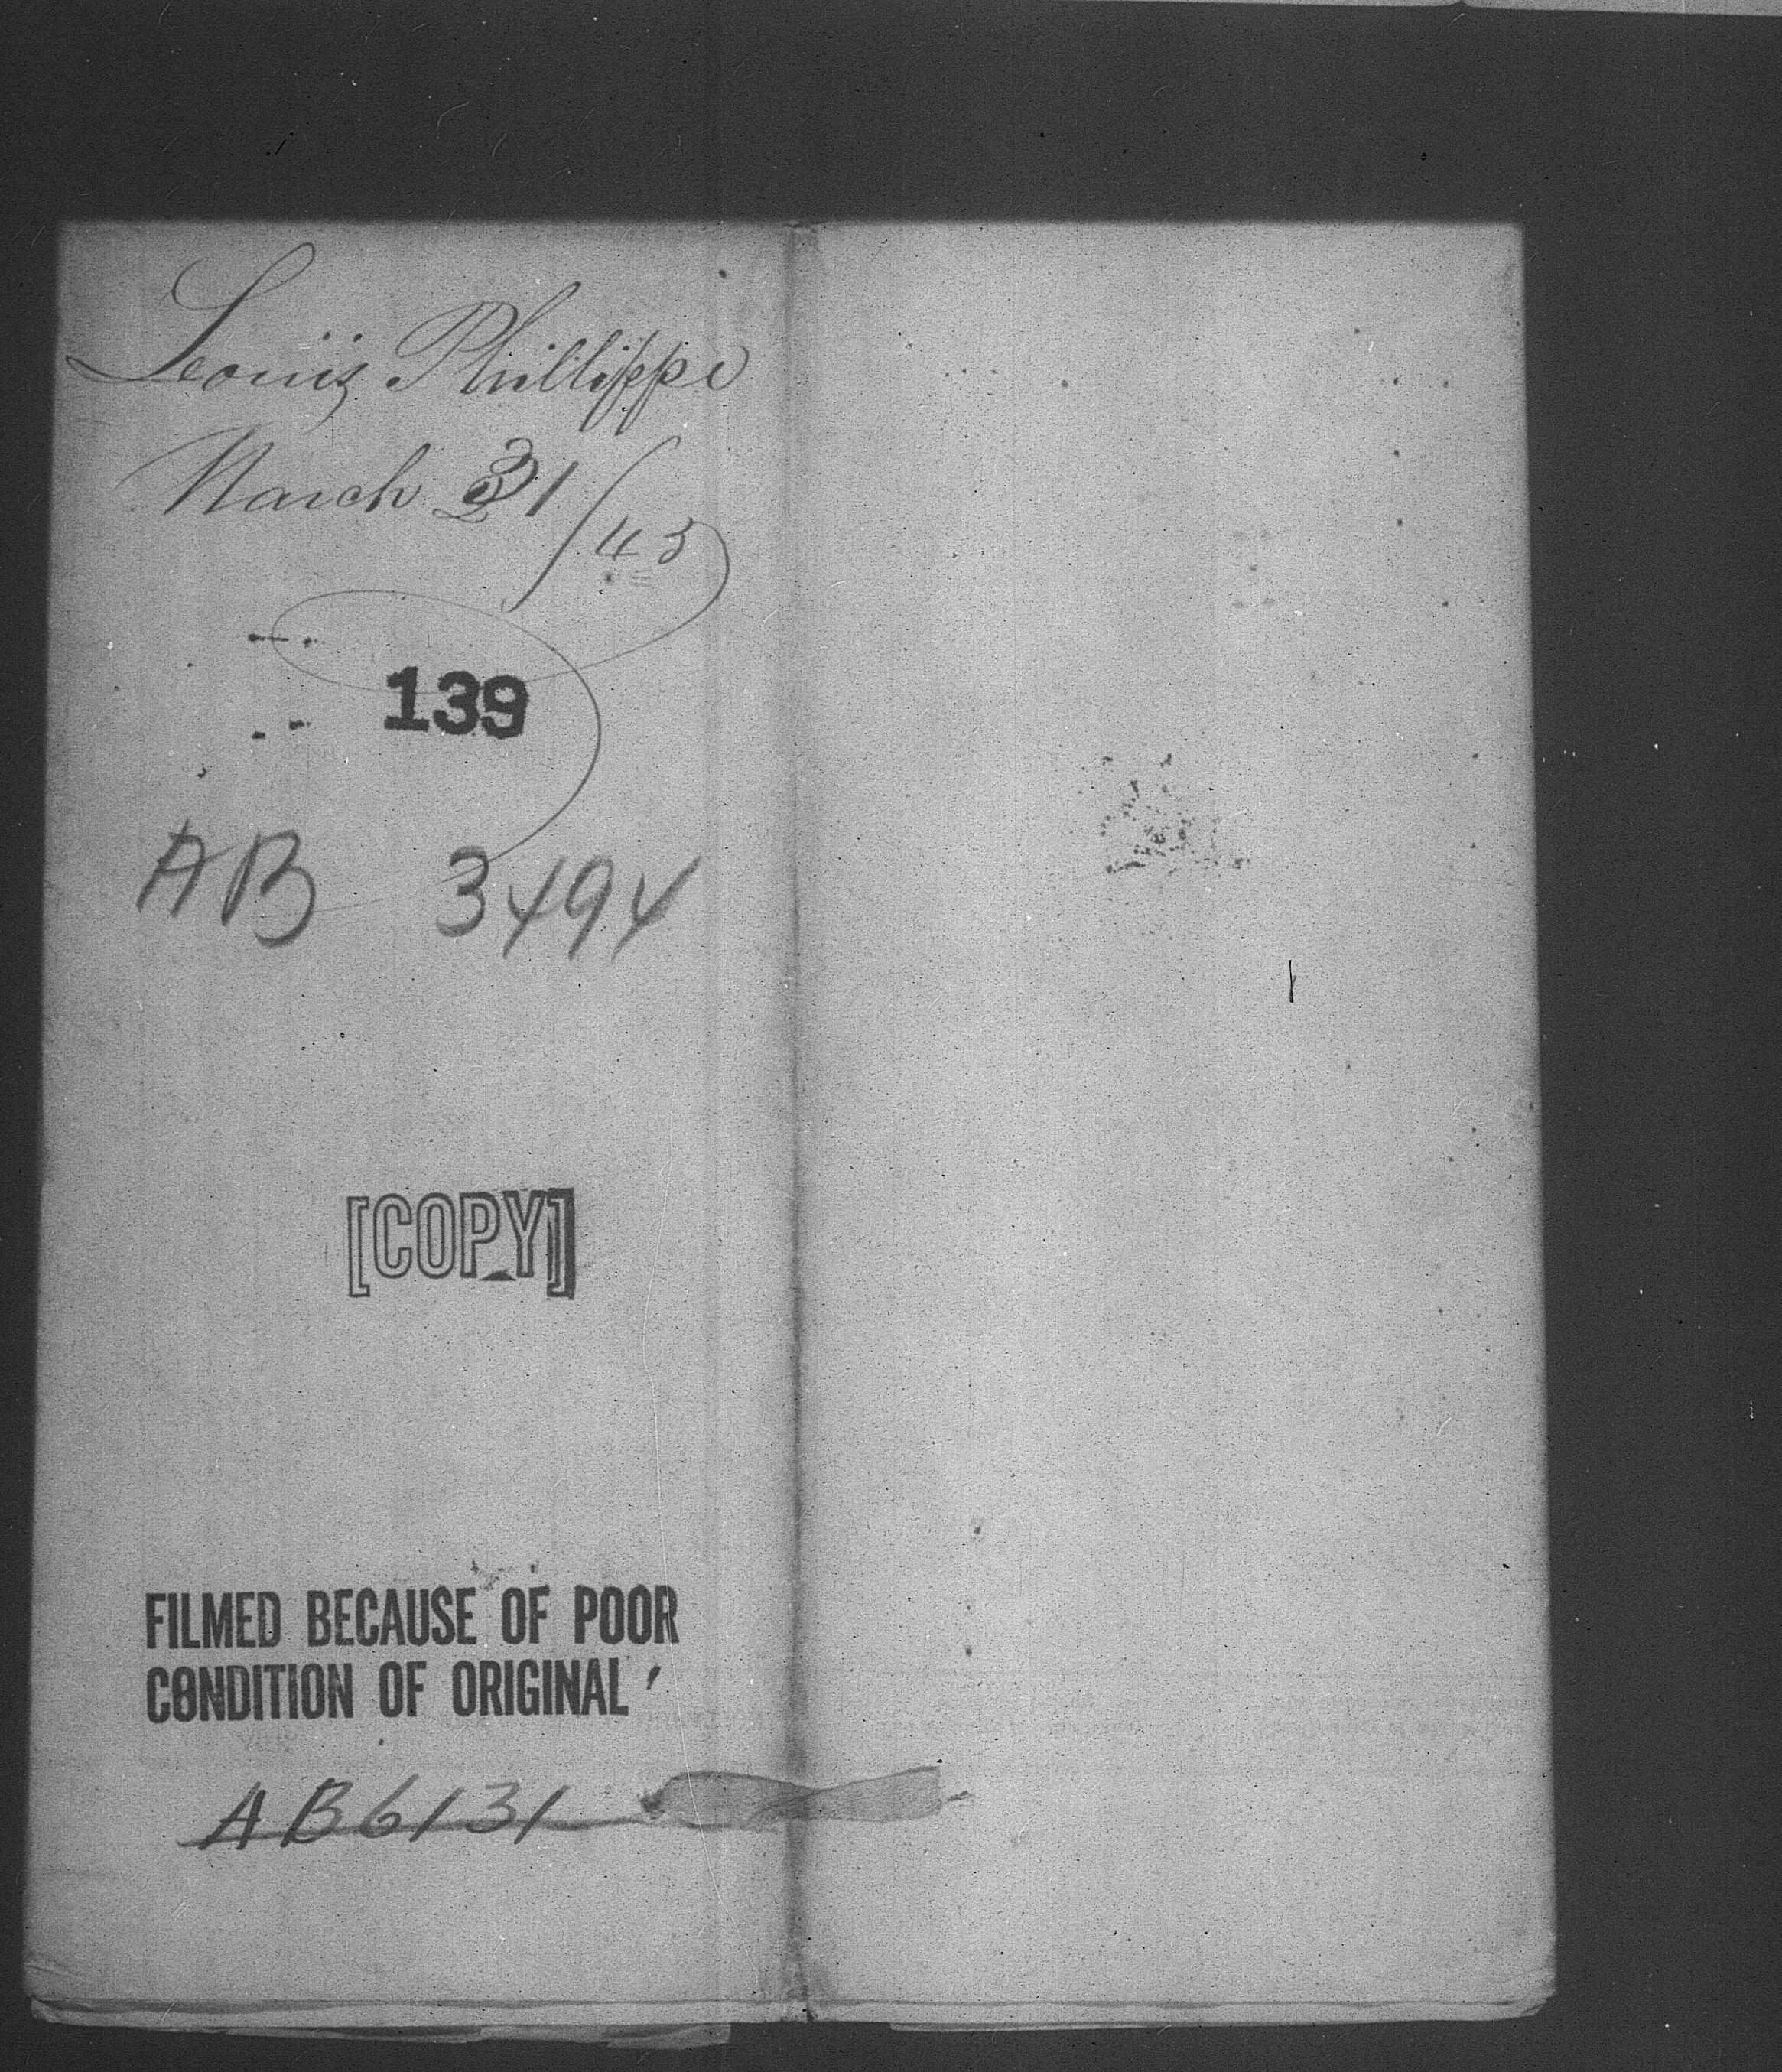 Louis Phillippe
March 31
/45
139
AB 3494
[COPY]
FILMED BECAUSE OF POOR
CONDITION OF ORIGINAL
AB6131